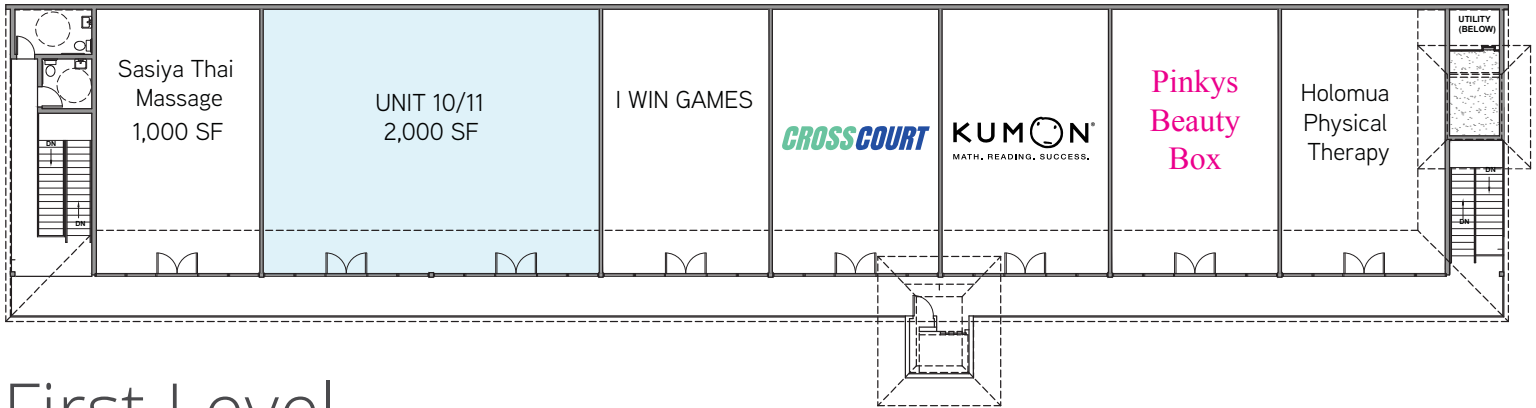 Sasiya Thai
Massage
1,000 SF
UNIT 10/11
2,000 SF
I WIN GAMES
CROSSCOURT
KUMON®
MATH. READING. SUCCESS.
Pinkys
Beauty
Box
Holomua
Physical
Therapy
UTILITY
(BELOW)
DN
DN
DN
DN
First Level